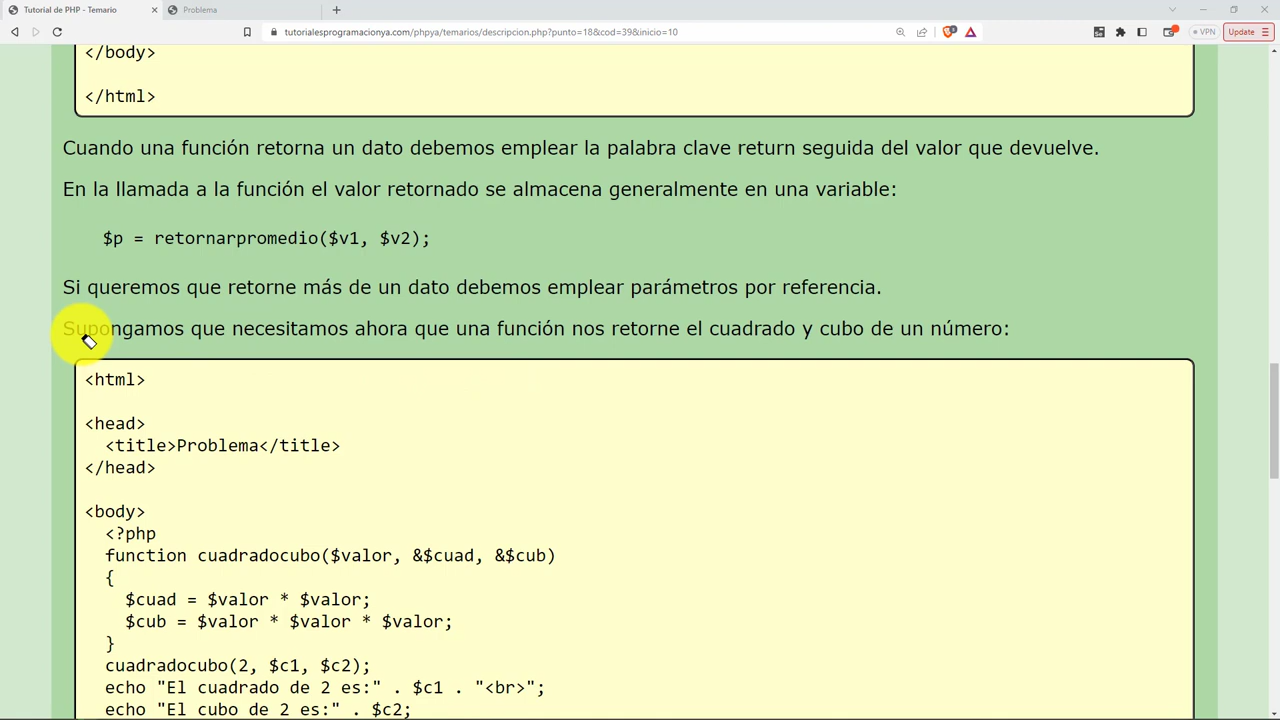 Tutorial de PHP - Temario
Problema
tutorialesprogramacionya.com/phpya/temarios/descripcion.php?punto=18&cod=39&inicio=10
VPN
Update
</body>
</html>
Cuando una función retorna un dato debemos emplear la palabra clave return seguida del valor que devuelve.
En la llamada a la función el valor retornado se almacena generalmente en una variable:
$p = retornarpromedio($v1, $v2);
Si queremos que retorne más de un dato debemos emplear parámetros por referencia.
Supongamos que necesitamos ahora que una función nos retorne el cuadrado y cubo de un número:
<html>
<head>
<title>Problema</title>
</head>
<body>
<?php
function cuadradocubo($valor, &$cuad, &$cub)
{
$cuad = $valor * $valor;
$cub = $valor * $valor * $valor;
}
cuadradocubo(2, $c1, $c2);
echo "El cuadrado de 2 es:" . $c1 . "<br>";
echo "El cubo de 2 es:" . $c2;